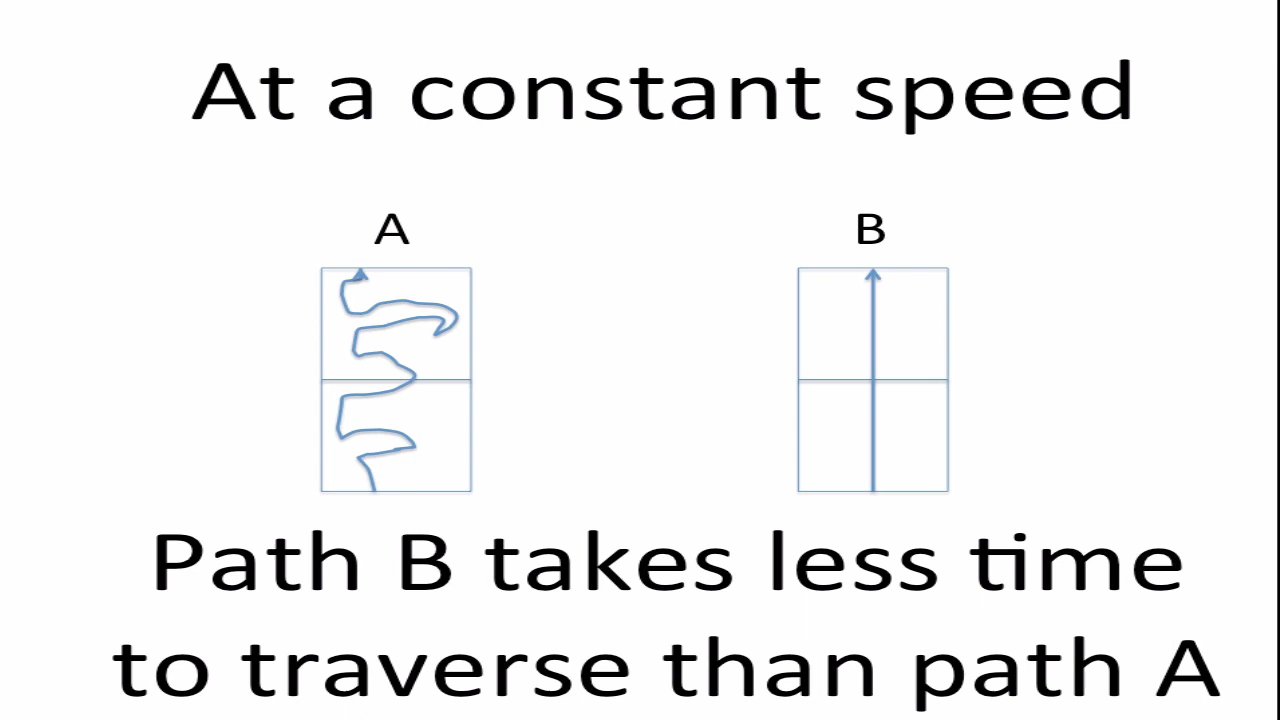 At a constant speed
A B
Path B takes less time
to traverse than path A